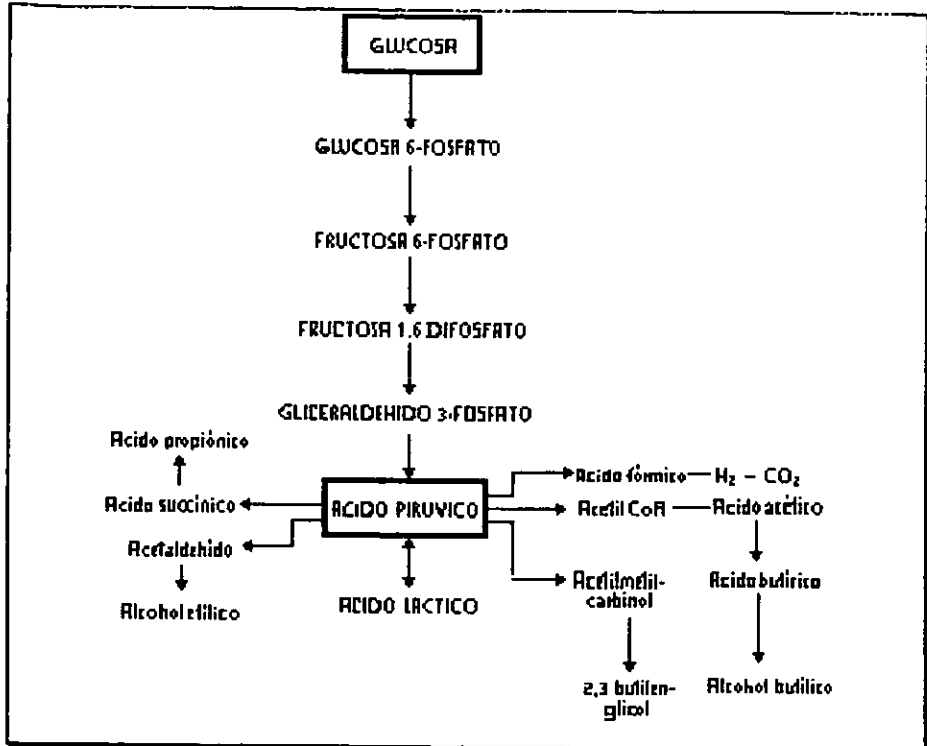 GLUCOSA
GLUCOSA 6-FOSFATO
FRUCTOSA 6-FOSFATO
FRUCTOSA 1.6 DIFOSFATO
GLICERALDEHIDO 3-FOSFATO
Acido propiónico
Acido fórmico — H₂ – CO₂
Acido succínico
ACIDO PIRUVICO
Acetil CoA — Acido acético
Acetaldehido
Alcohol etílico
ACIDO LACTICO
Acetilmetil-
carbinol
Acido butírico
2,3 butilen-
glicol
Alcohol butílico